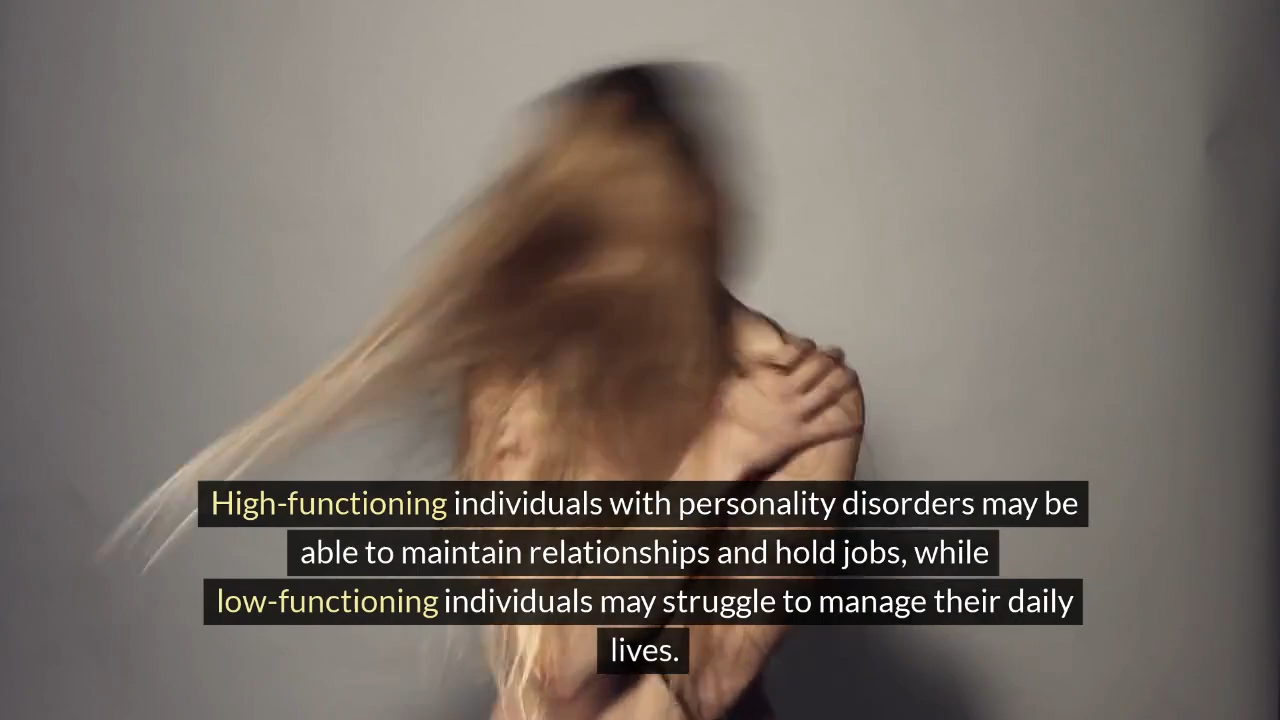 High-functioning individuals with personality disorders may be
able to maintain relationships and hold jobs, while
low-functioning individuals may struggle to manage their daily
lives.